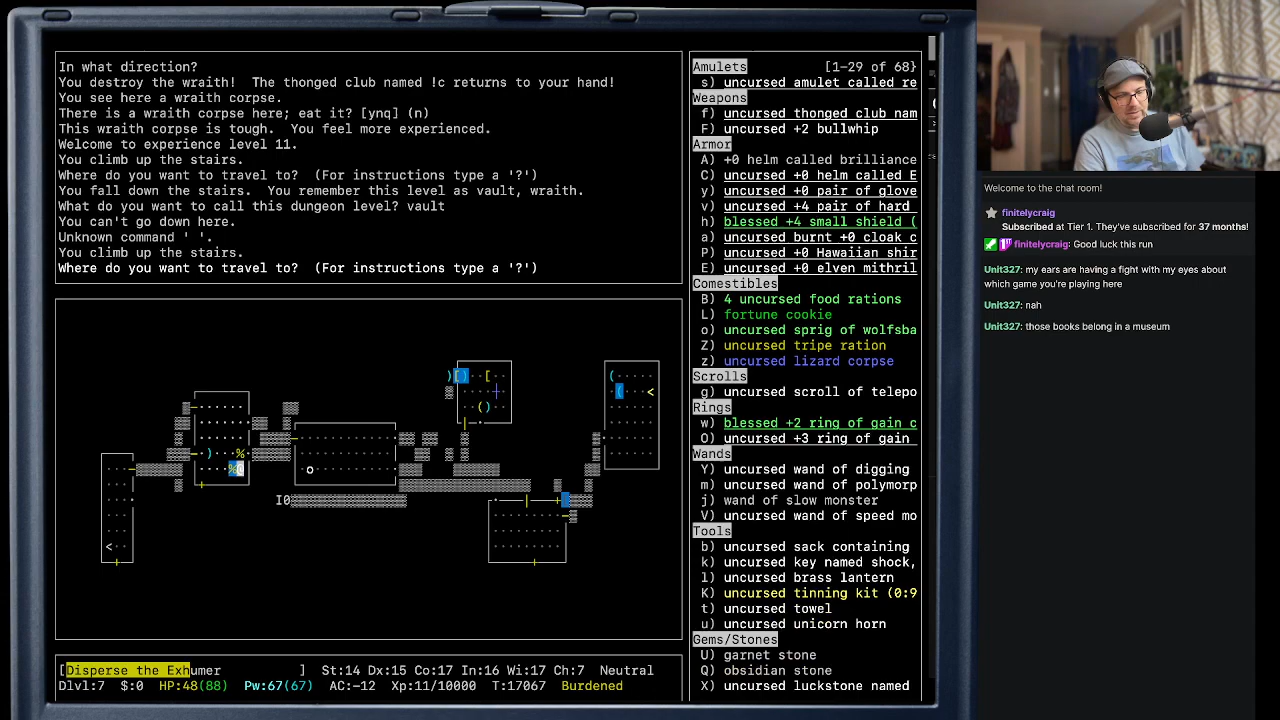 In what direction?
You destroy the wraith!  The thonged club named !c returns to your hand!
You see here a wraith corpse.
There is a wraith corpse here; eat it? [ynq] (n)
This wraith corpse is tough.  You feel more experienced.
Welcome to experience level 11.
You climb up the stairs.
Where do you want to travel to?  (For instructions type a '?')
You fall down the stairs.  You remember this level as vault, wraith.
What do you want to call this dungeon level? vault
You can't go down here.
Unknown command ' '.
You climb up the stairs.
Where do you want to travel to?  (For instructions type a '?')
[Disperse the Exhumer ] St:14 Dx:15 Co:17 In:16 Wi:17 Ch:7 Neutral
Dlvl:7 $:0 HP:48(88) Pw:67(67) AC:-12 Xp:11/10000 T:17067 Burdened
Amulets [1-29 of 68}
s) uncursed amulet called re
Weapons
f) uncursed thonged club nam
F) uncursed +2 bullwhip
Armor
A) +0 helm called brilliance
C) uncursed +0 helm called E
y) uncursed +0 pair of glove
v) uncursed +4 pair of hard
h) blessed +4 small shield (
a) uncursed burnt +0 cloak c
P) uncursed +0 Hawaiian shir
E) uncursed +0 elven mithril
Comestibles
B) 4 uncursed food rations
L) fortune cookie
o) uncursed sprig of wolfsba
Z) uncursed tripe ration
z) uncursed lizard corpse
Scrolls
g) uncursed scroll of telepo
Rings
w) blessed +2 ring of gain c
O) uncursed +3 ring of gain
Wands
Y) uncursed wand of digging
m) uncursed wand of polymorp
j) wand of slow monster
V) uncursed wand of speed mo
Tools
b) uncursed sack containing
k) uncursed key named shock,
l) uncursed brass lantern
K) uncursed tinning kit (0:9
t) uncursed towel
u) uncursed unicorn horn
Gems/Stones
U) garnet stone
Q) obsidian stone
X) uncursed luckstone named
Welcome to the chat room!
finitelycraig
Subscribed at Tier 1. They've subscribed for 37 months!
finitelycraig: Good luck this run
Unit327: my ears are having a fight with my eyes about
which game you're playing here
Unit327: nah
Unit327: those books belong in a museum